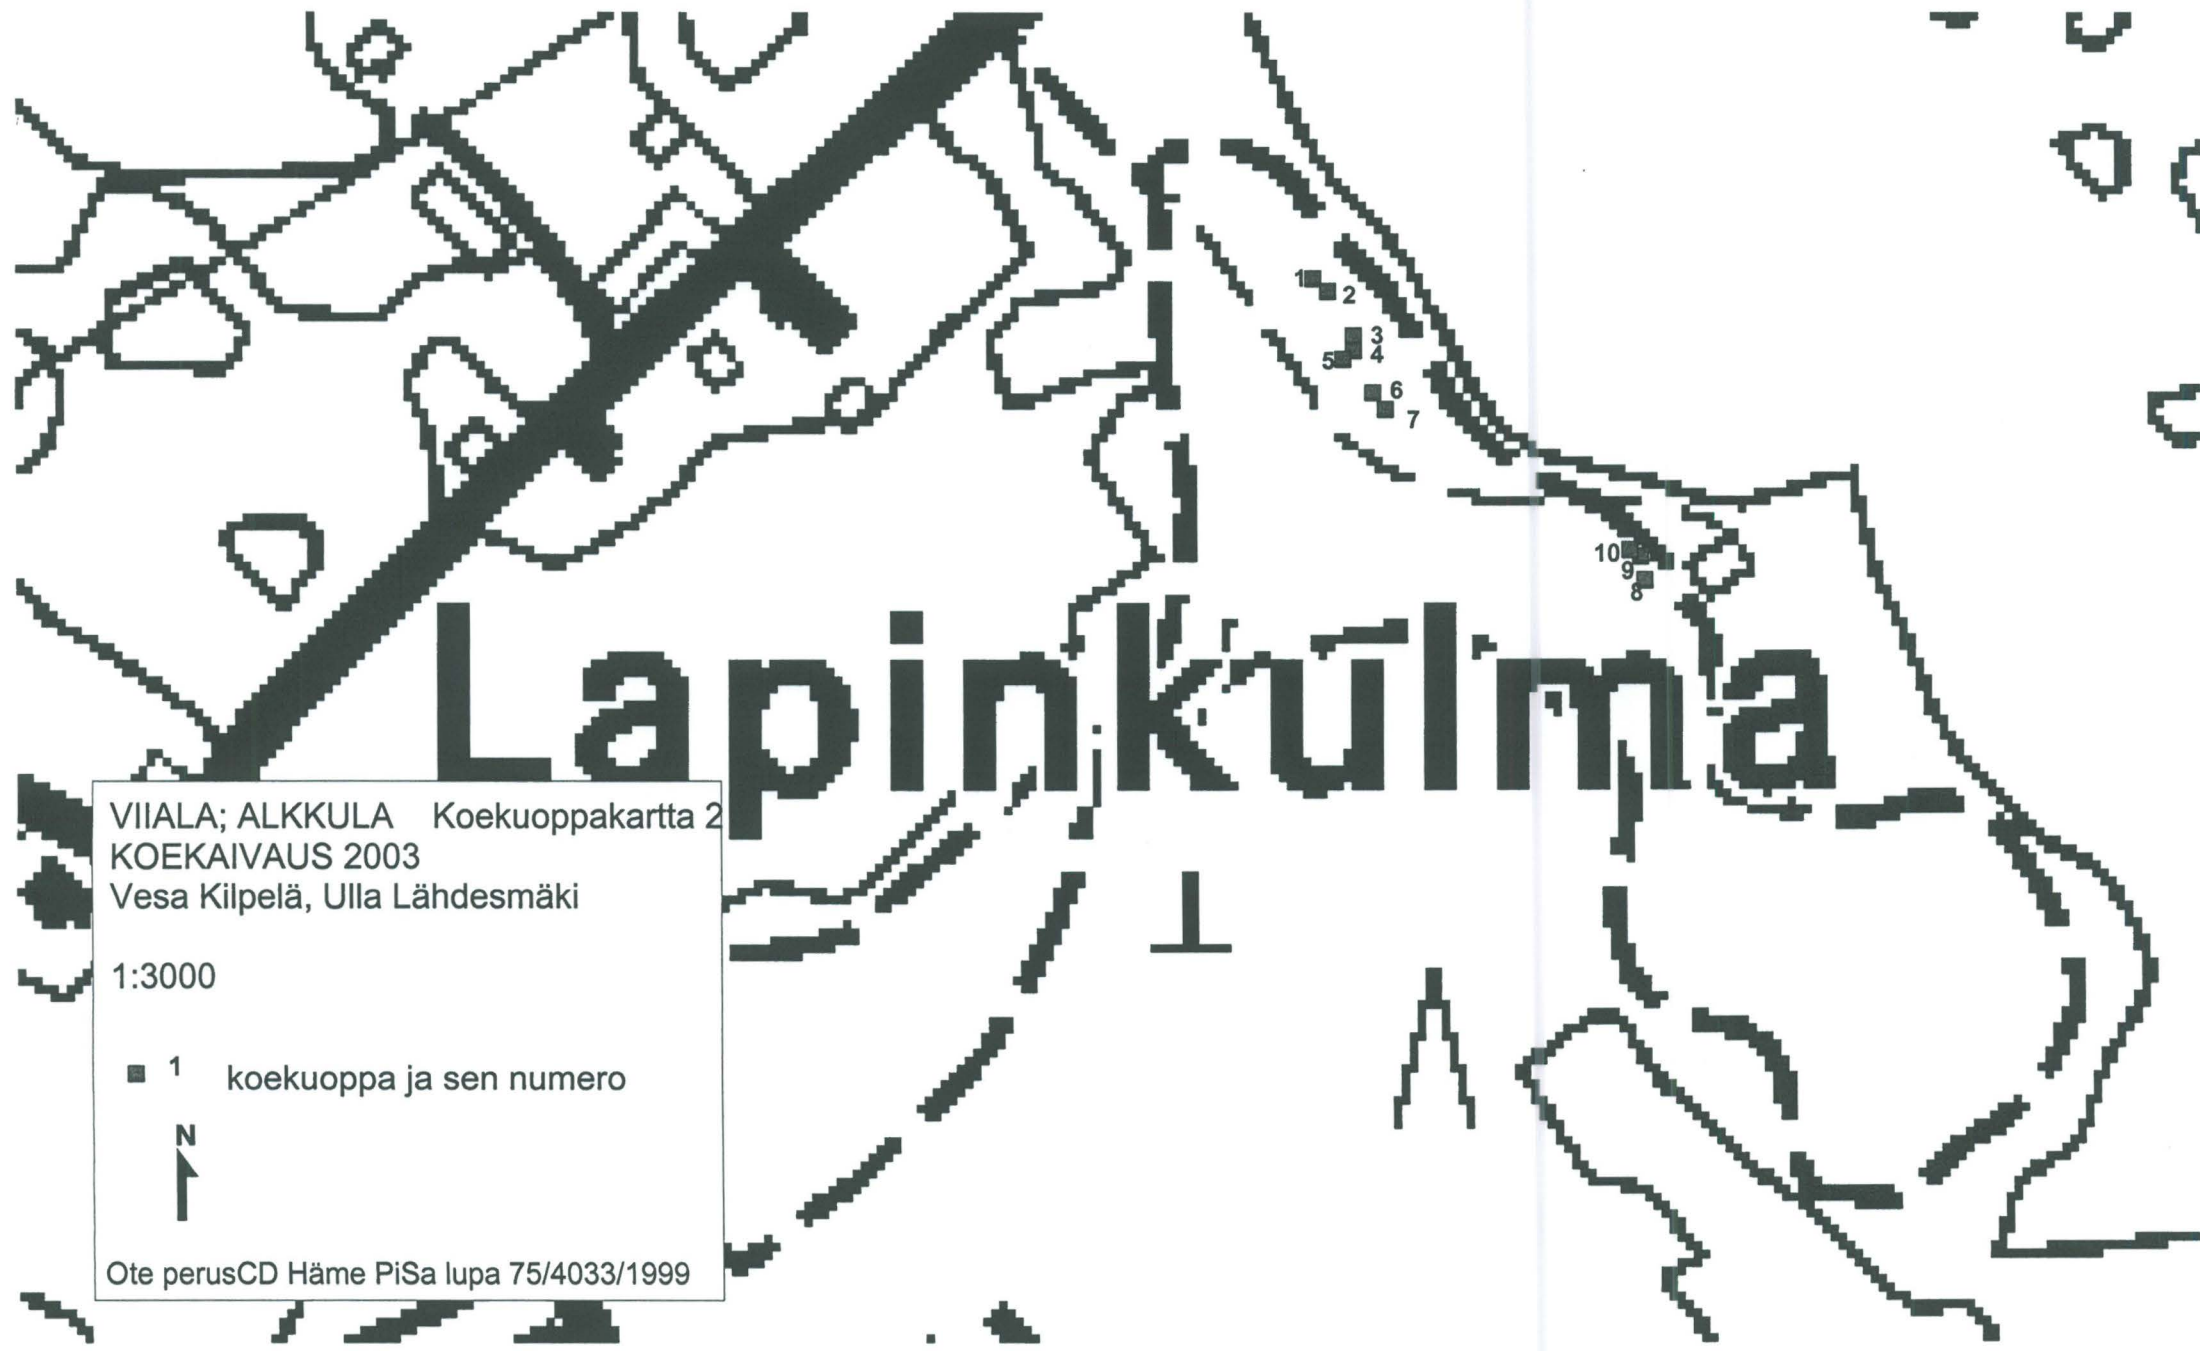 1
2
3
4
5
6
7
10
9
8
Lapinkulma
VIIALA; ALKKULA Koekuoppakartta 2
KOEKAIVAUS 2003
Vesa Kilpelä, Ulla Lähdesmäki
1:3000
1 koekuoppa ja sen numero
N
Ote perusCD Häme PiSa lupa 75/4033/1999